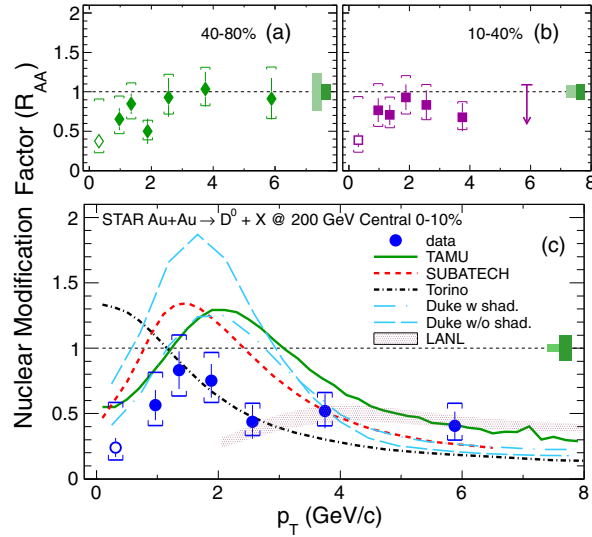 Nuclear Modification Factor (R_AA)
2
1.5
1
0.5
0
40-80% (a)
10-40% (b)
0 2 4 6 8
0 2 4 6 8
STAR Au+Au → D⁰ + X @ 200 GeV Central 0-10%
(c)
data
TAMU
SUBATECH
Torino
Duke w shad.
Duke w/o shad.
LANL
2
1.5
1
0.5
0
0 2 4 6 8
p_T (GeV/c)